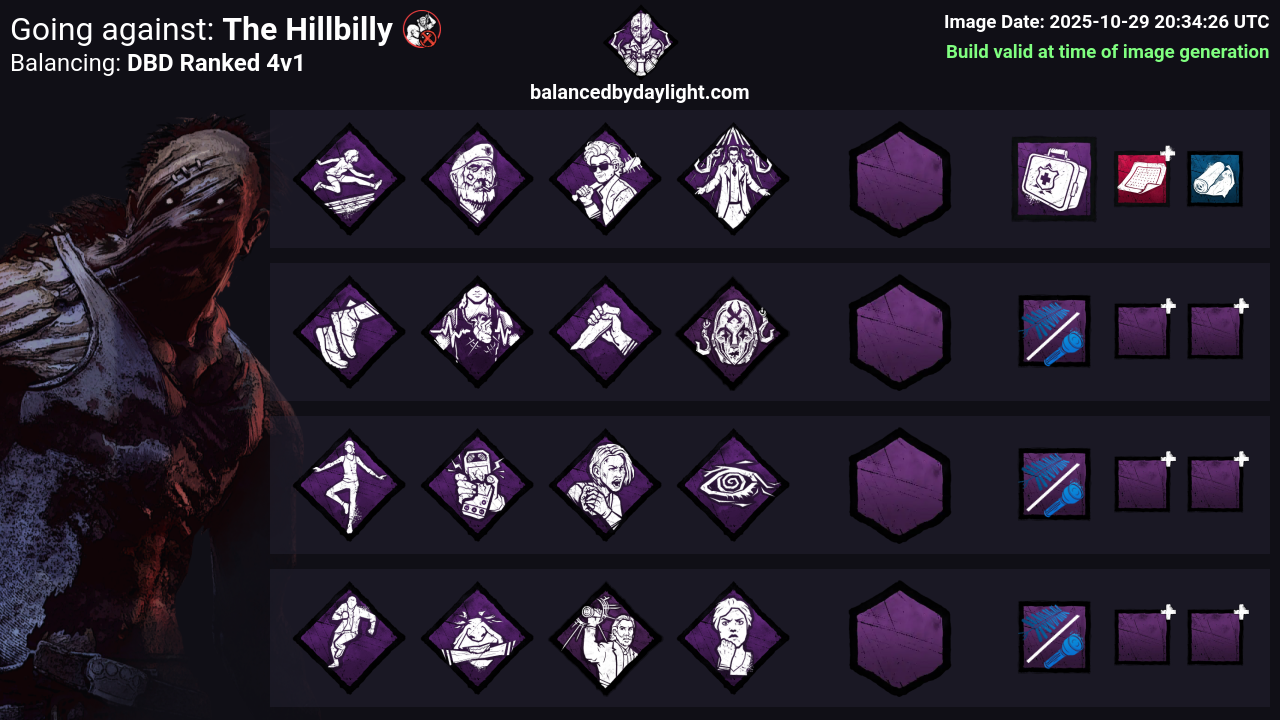 Going against: The Hillbilly
Balancing: DBD Ranked 4v1
balancedbydaylight.com
Image Date: 2025-10-29 20:34:26 UTC
Build valid at time of image generation